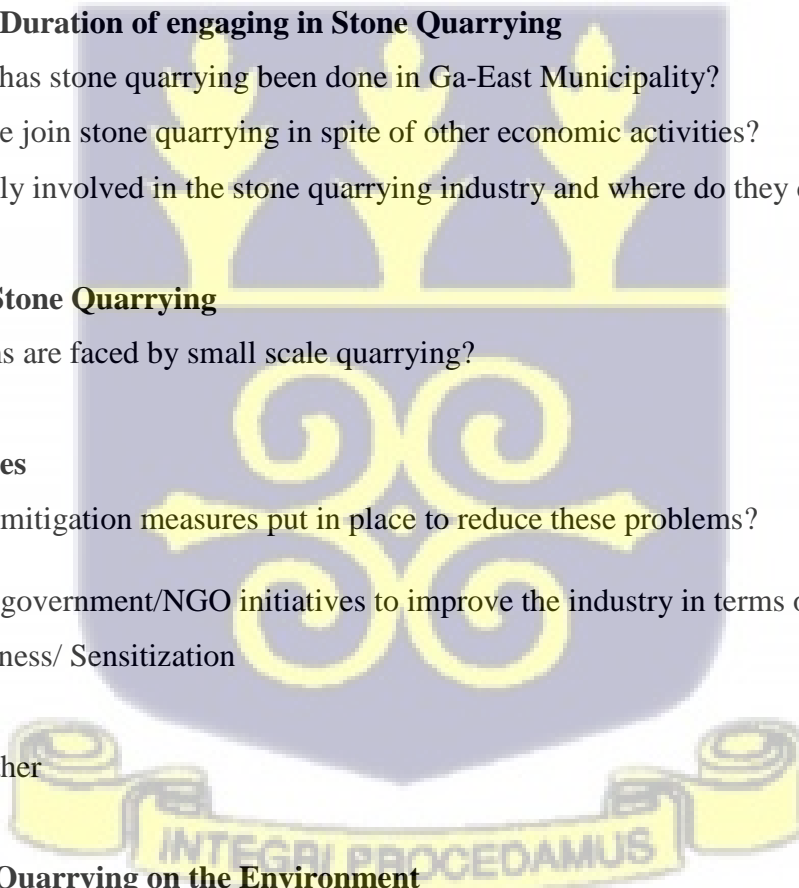 Duration of engaging in Stone Quarrying
has stone quarrying been done in Ga-East Municipality?
e join stone quarrying in spite of other economic activities?
ly involved in the stone quarrying industry and where do they
Stone Quarrying
s are faced by small scale quarrying?
es
mitigation measures put in place to reduce these problems?
government/NGO initiatives to improve the industry in terms
ness/ Sensitization
her
INTEGRI PROCEDAMUS
Quarrying on the Environment